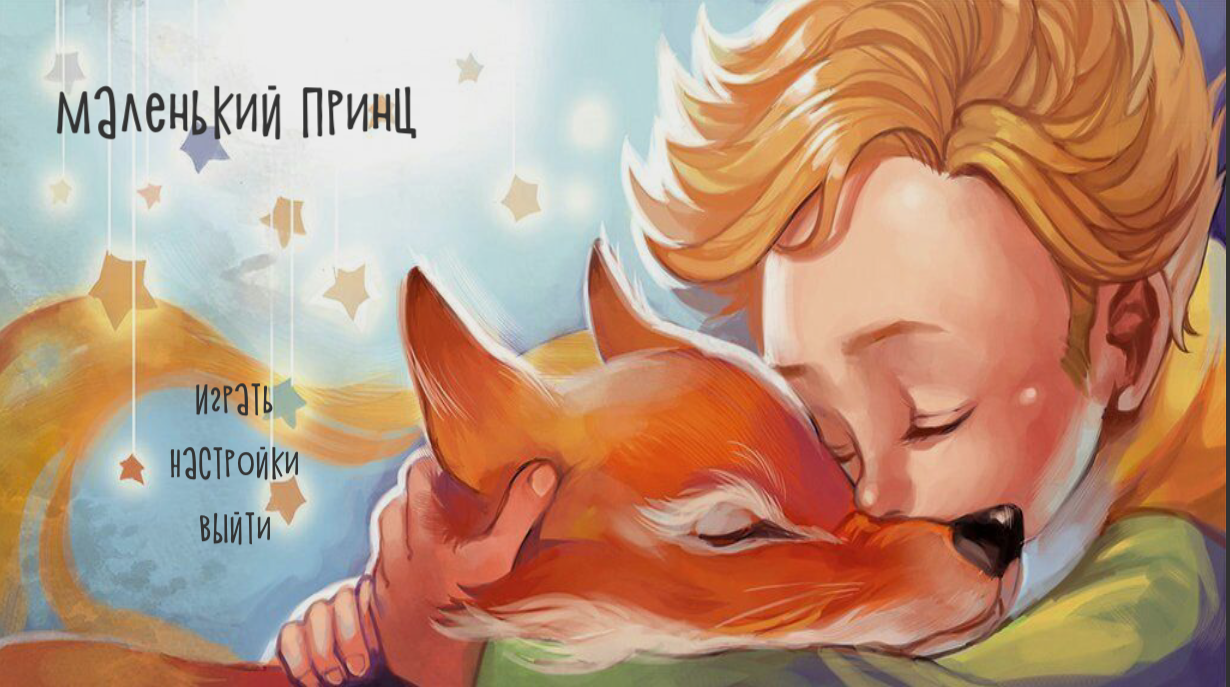 маленький принц
играть
настройки
выйти